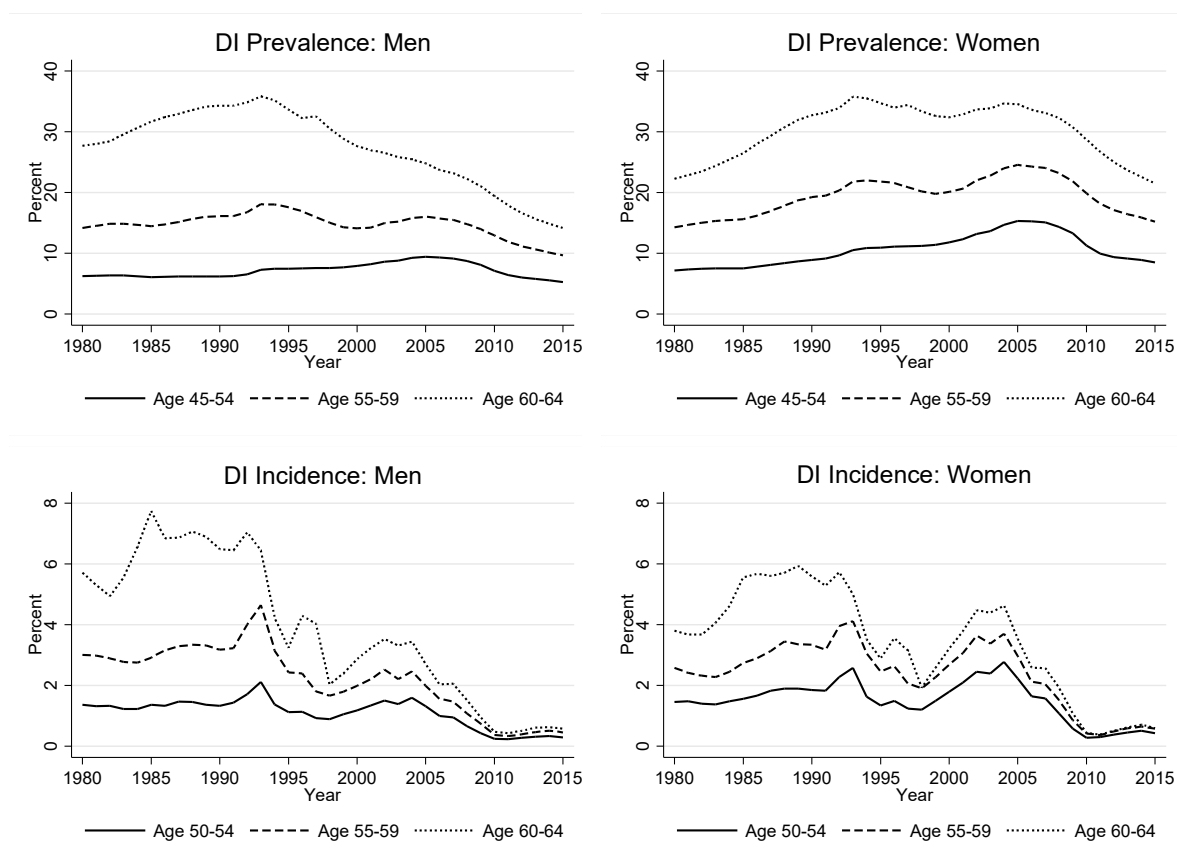 DI Prevalence: Men
40
30
20
10
0
Percent
1980 1985 1990 1995 2000 2005 2010 2015
Year
Age 45-54 Age 55-59 Age 60-64
DI Prevalence: Women
40
30
20
10
0
Percent
1980 1985 1990 1995 2000 2005 2010 2015
Year
Age 45-54 Age 55-59 Age 60-64
DI Incidence: Men
8
6
4
2
0
Percent
1980 1985 1990 1995 2000 2005 2010 2015
Year
Age 50-54 Age 55-59 Age 60-64
DI Incidence: Women
8
6
4
2
0
Percent
1980 1985 1990 1995 2000 2005 2010 2015
Year
Age 50-54 Age 55-59 Age 60-64